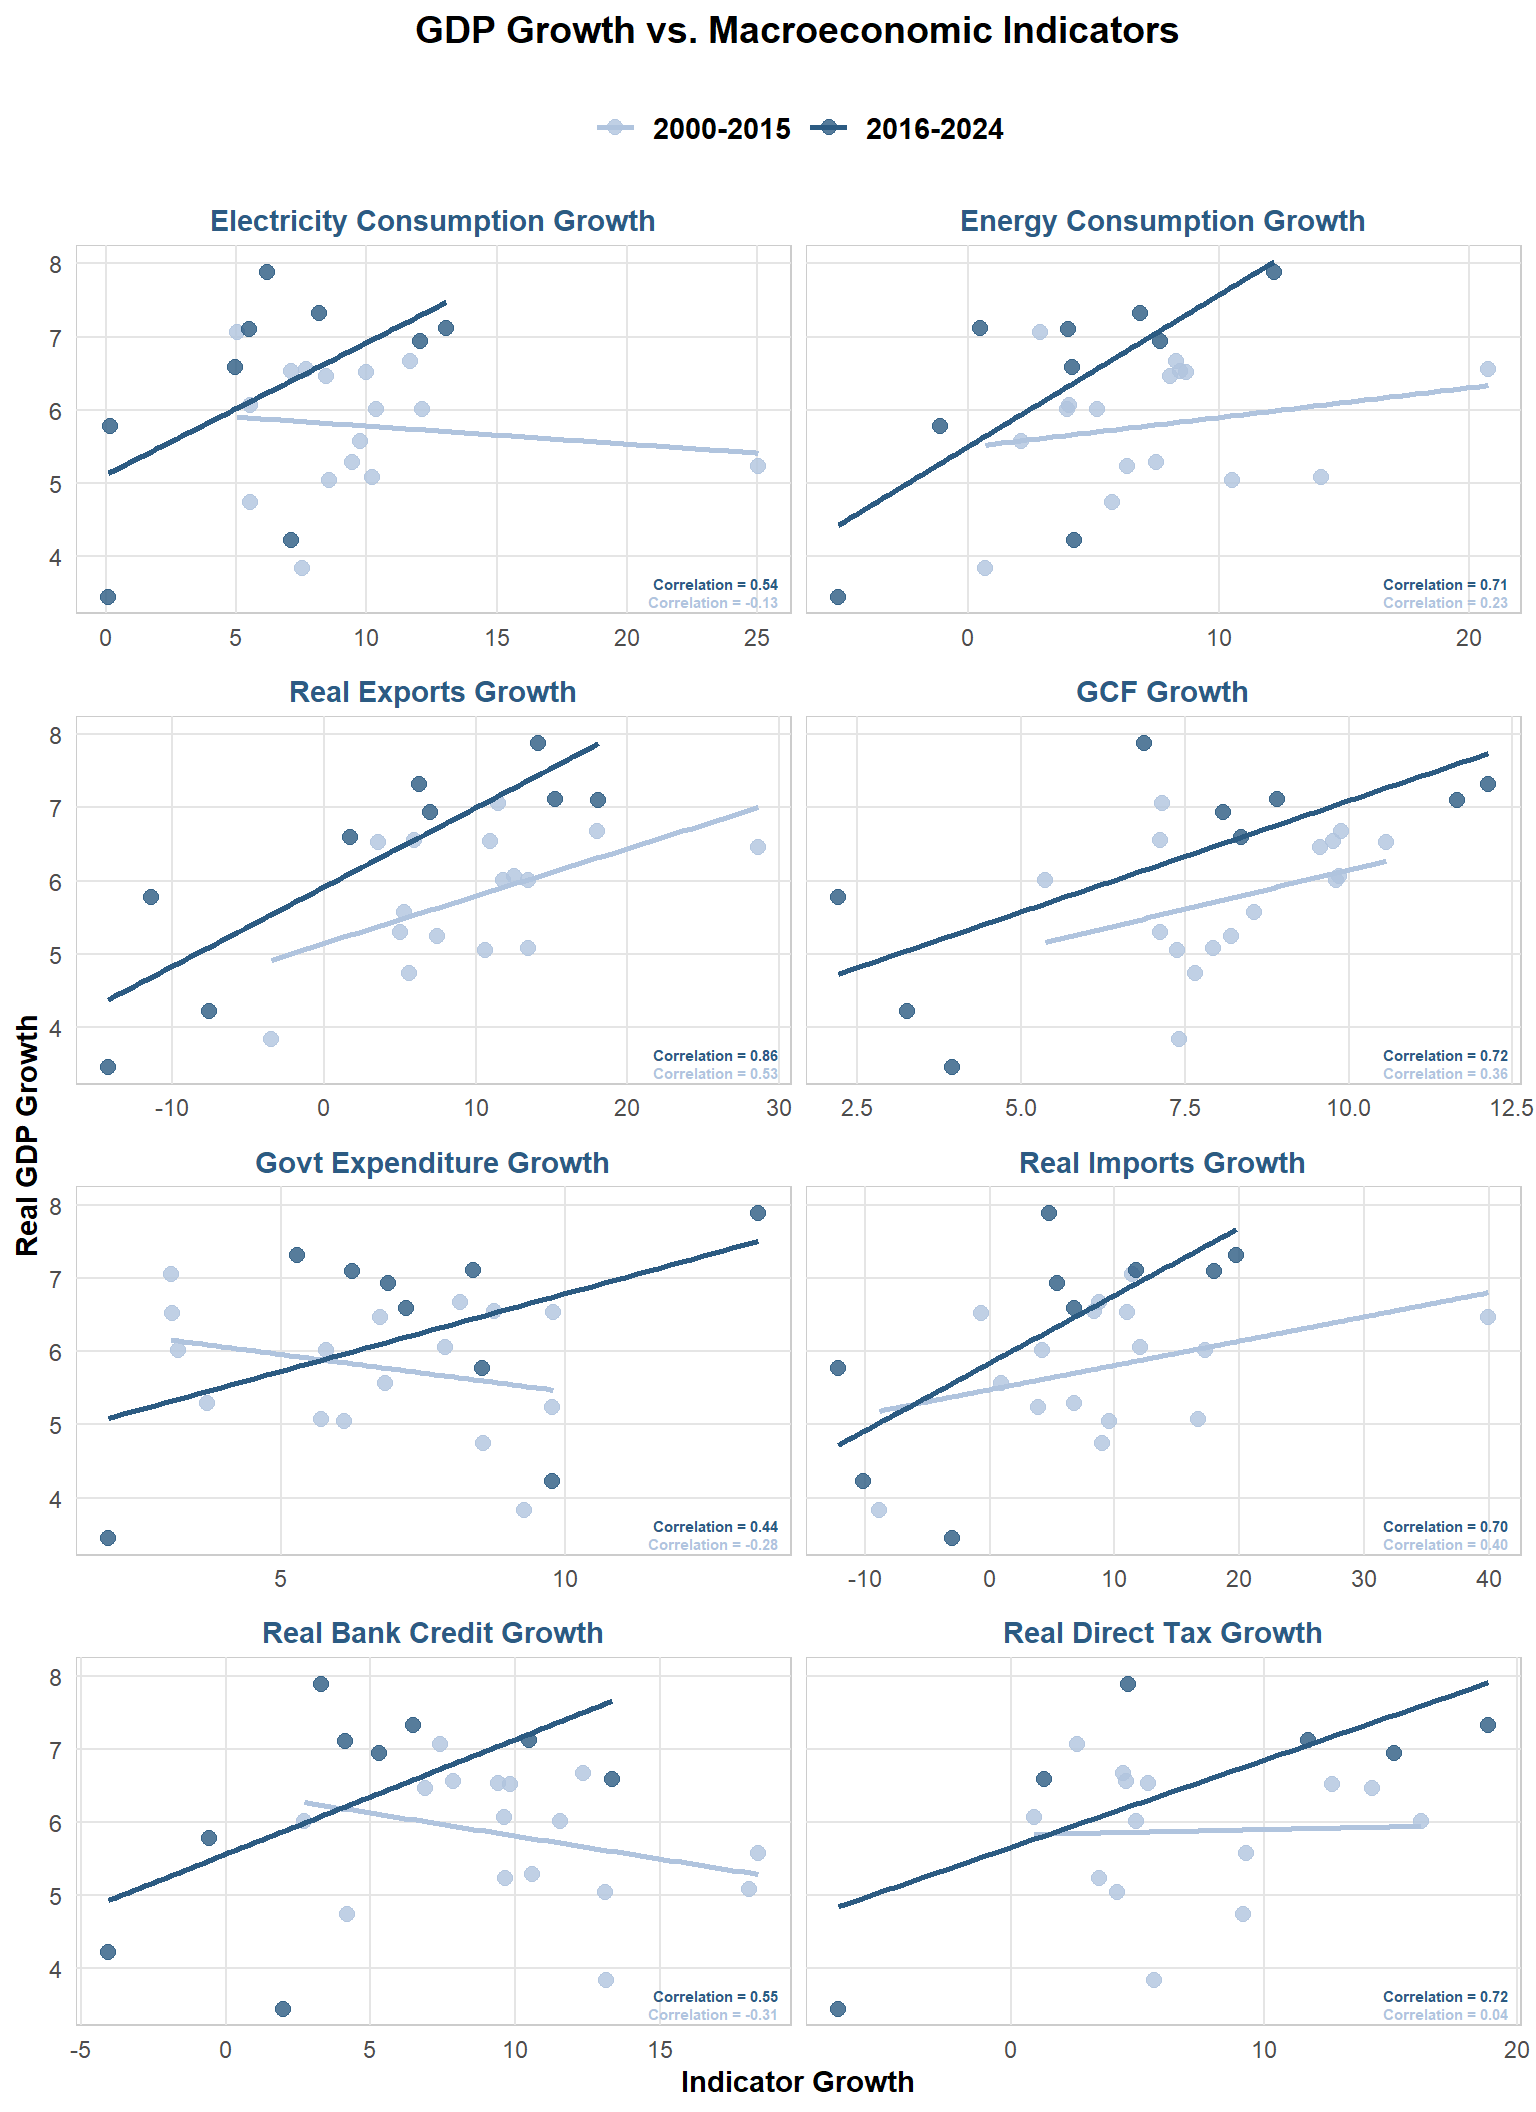 GDP Growth vs. Macroeconomic Indicators
2000-2015 2016-2024
Electricity Consumption Growth
Energy Consumption Growth
8
7
6
5
4
Correlation = 0.54
Correlation = -0.13
Correlation = 0.71
Correlation = 0.23
0 5 10 15 20 25
0 10 20
Real Exports Growth
GCF Growth
8
7
6
5
4
Correlation = 0.86
Correlation = 0.53
Correlation = 0.72
Correlation = 0.36
-10 0 10 20 30
2.5 5.0 7.5 10.0 12.5
Real GDP Growth
Govt Expenditure Growth
Real Imports Growth
8
7
6
5
4
Correlation = 0.44
Correlation = -0.28
Correlation = 0.70
Correlation = 0.40
5 10
-10 0 10 20 30 40
Real Bank Credit Growth
Real Direct Tax Growth
8
7
6
5
4
Correlation = 0.55
Correlation = -0.31
Correlation = 0.72
Correlation = 0.04
-5 0 5 10 15
0 10 20
Indicator Growth